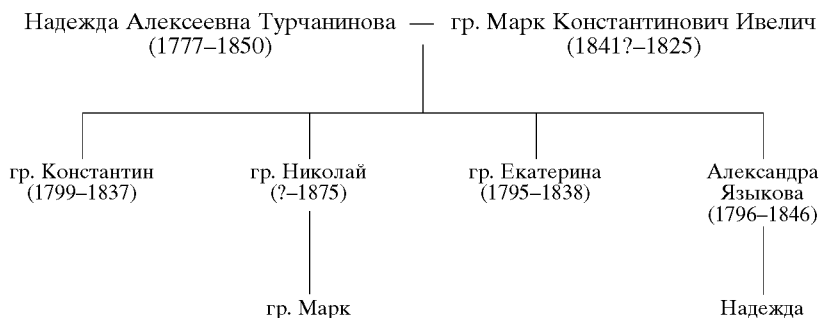 Надежда Алексеевна Турчанинова — гр. Марк Константинович Ивелич
(1777–1850) (1841?–1825)
гр. Константин гр. Николай гр. Екатерина Александра
(1799–1837) (?–1875) (1795–1838) Языкова
(1796–1846)
гр. Марк Надежда